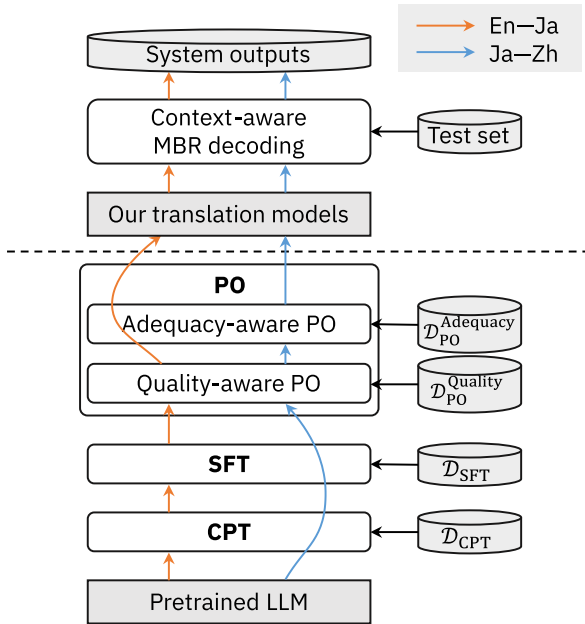 En—Ja
Ja—Zh
System outputs
Context-aware
MBR decoding
Test set
Our translation models
PO
Adequacy-aware PO
𝒟_PO^Adequacy
Quality-aware PO
𝒟_PO^Quality
SFT
𝒟_SFT
CPT
𝒟_CPT
Pretrained LLM